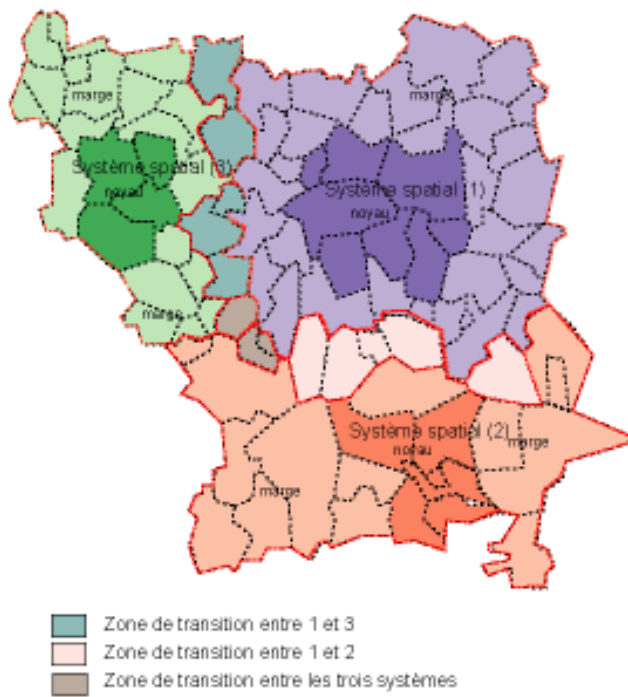 marge
marge
Système spatial (3)
noyau
Système spatial (1)
noyau
marge
Système spatial (2)
marge
noyau
marge
Zone de transition entre 1 et 3
Zone de transition entre 1 et 2
Zone de transition entre les trois systèmes